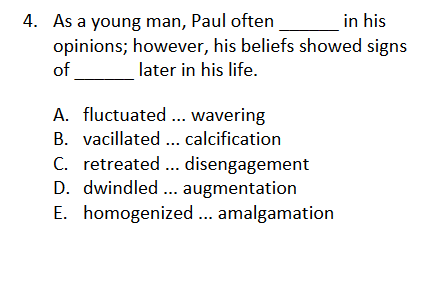 4. As a young man, Paul often ______ in his
opinions; however, his beliefs showed signs
of ______ later in his life.
A. fluctuated ... wavering
B. vacillated ... calcification
C. retreated ... disengagement
D. dwindled ... augmentation
E. homogenized ... amalgamation